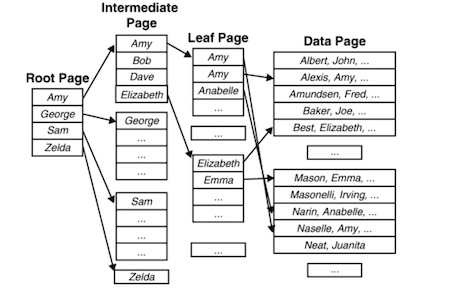 Intermediate
Page
Leaf Page
Data Page
Root Page
Amy
George
Sam
Zelda
Amy
Bob
Dave
Elizabeth
George
...
...
...
Sam
...
...
...
Zelda
Amy
Amy
Anabelle
...
...
Elizabeth
Emma
...
...
...
Albert, John, ...
Alexis, Amy, ...
Amundsen, Fred, ...
Baker, Joe, ...
Best, Elizabeth, ...
...
Mason, Emma, ...
Masonelli, Irving, ...
Narin, Anabelle, ...
Naselle, Amy, ...
Neat, Juanita
...